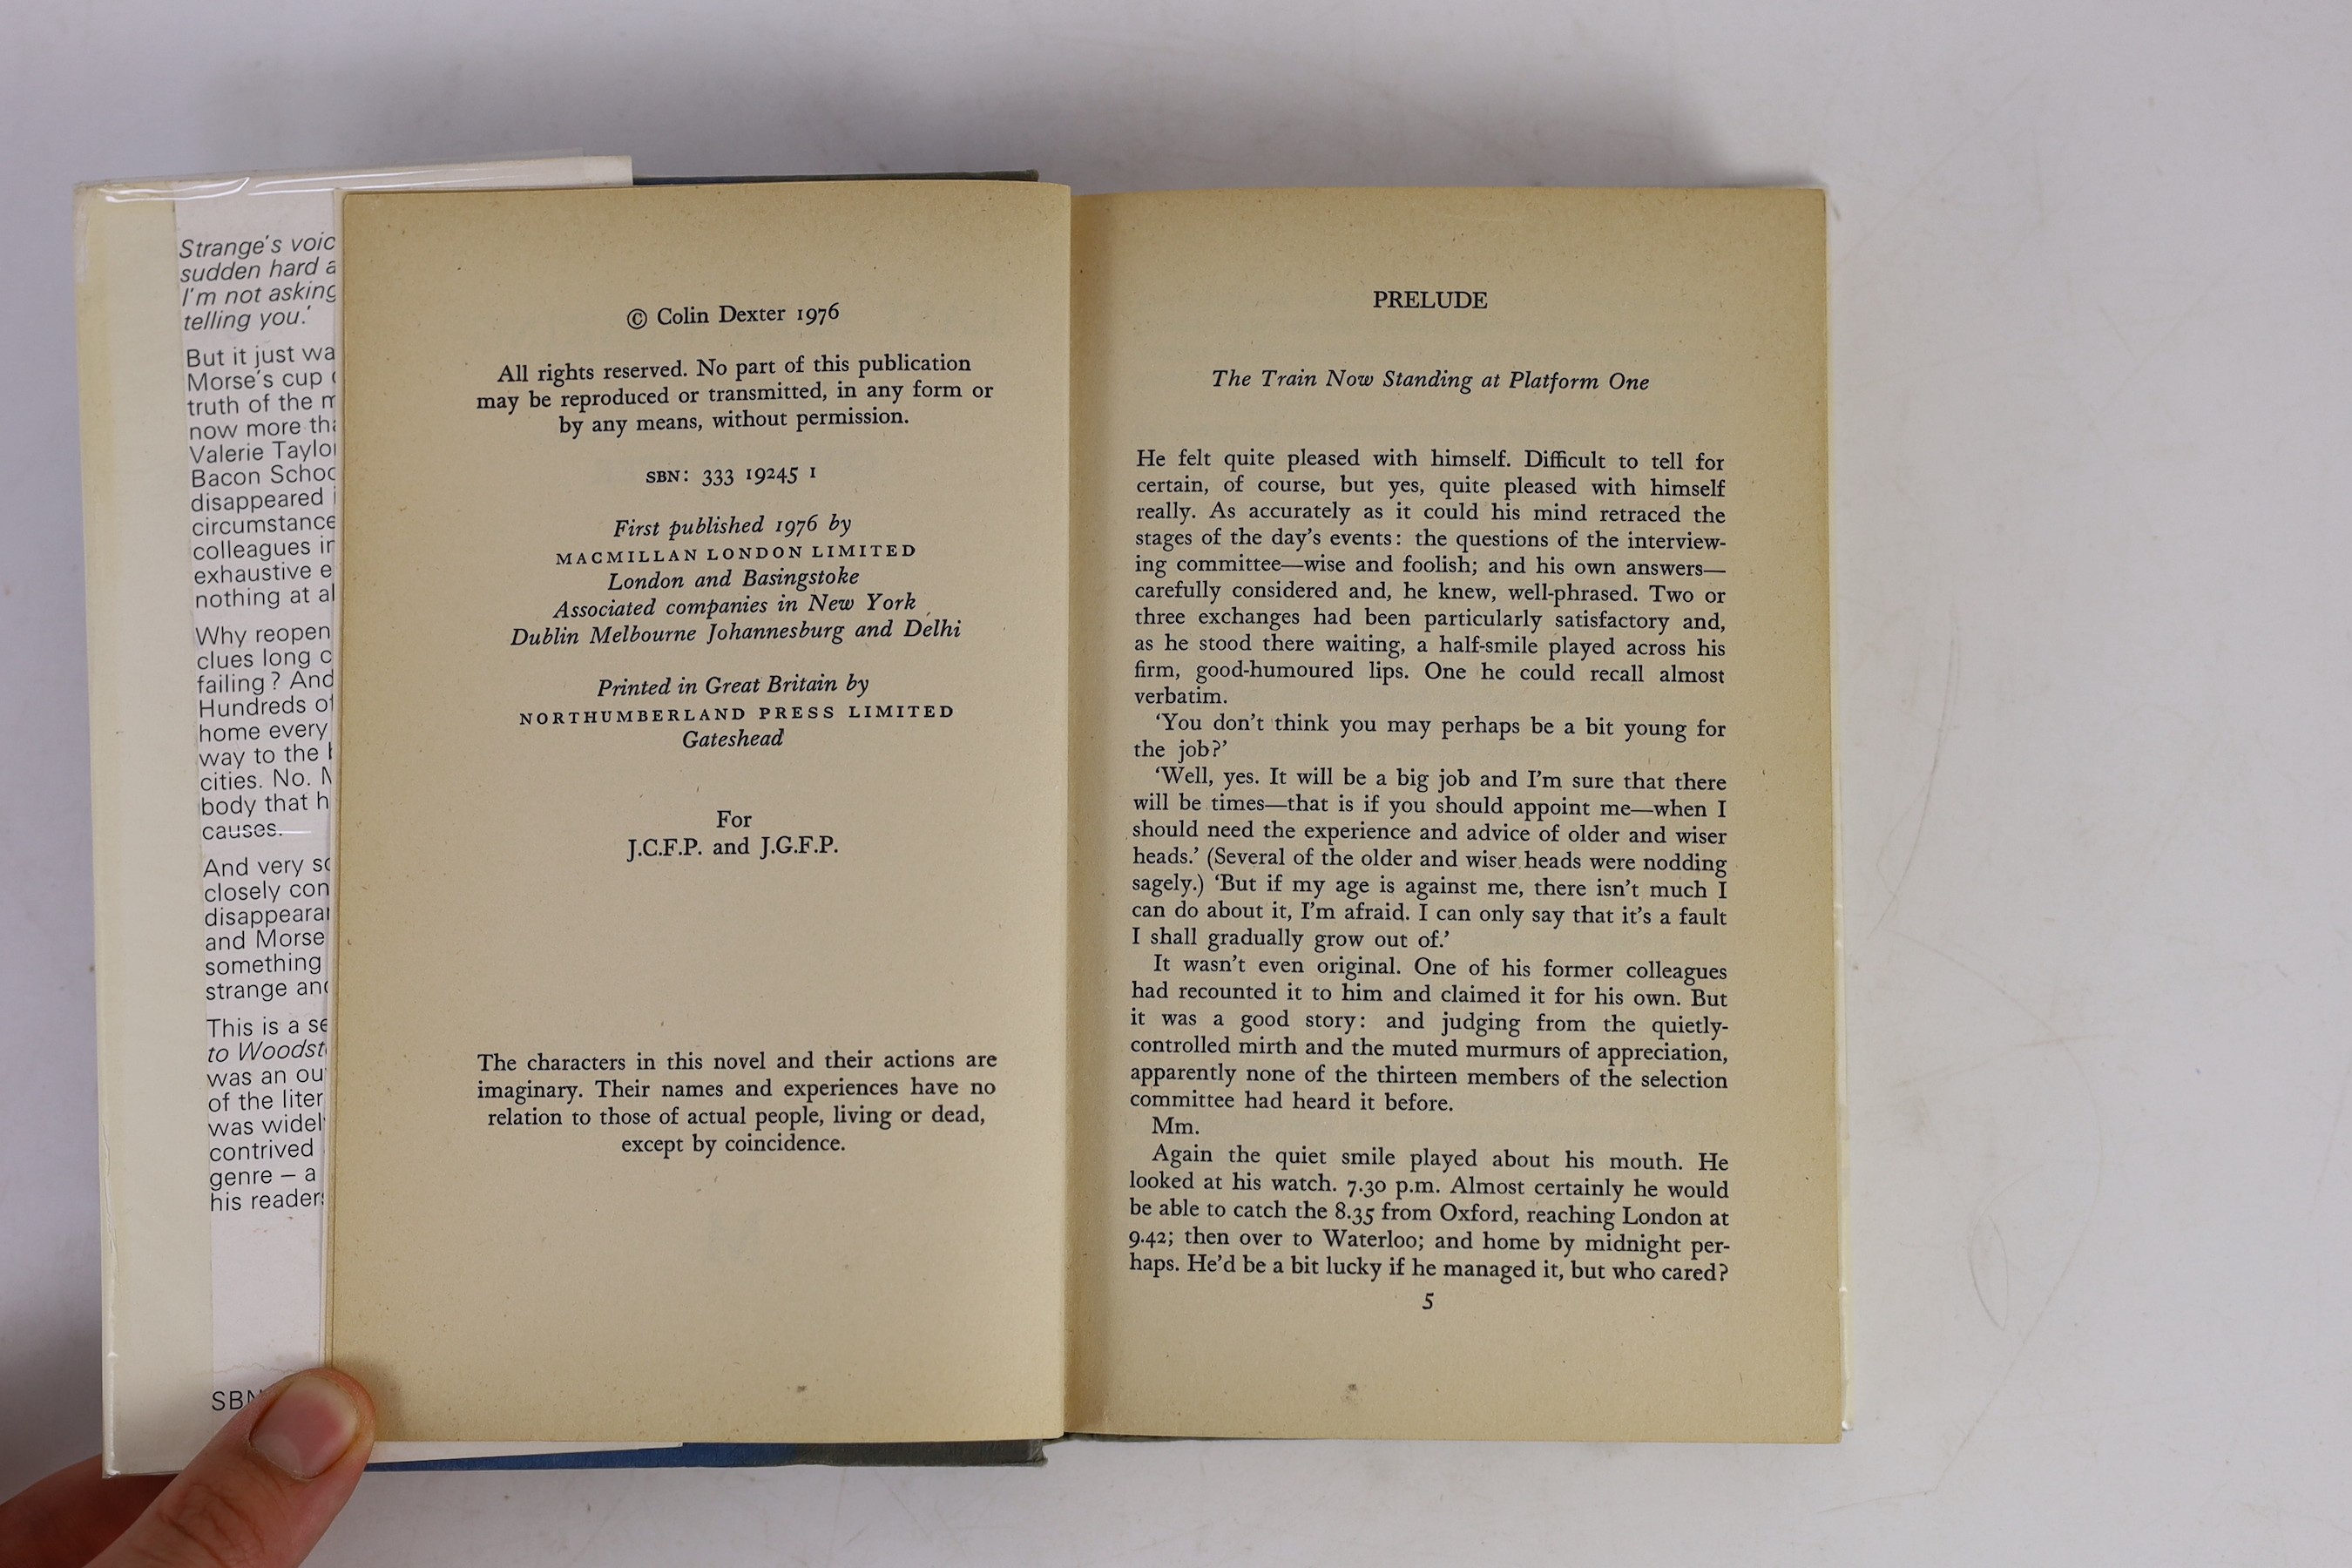 Strange's
sudden hard
I'm not asking
telling you.'
But it just
Morse's cup
truth of the
now more
Valerie
Bacon
disappeared
colleagues
exhaustive
nothing at
Why reopen
clues long
failing? And
Hundreds
home every
way to the
cities. No.
body that
causes.
And very
closely
and Morse
something
strange
This is a
to
was an
of the
was
contrived
genre – a
his
SBN
© Colin Dexter 1976
All rights reserved. No part of this publication
may be reproduced or transmitted, in any form or
by any means, without permission.
SBN: 333 19245 1
First published 1976 by
MACMILLAN LONDON LIMITED
London and Basingstoke
Associated companies in New York
Dublin Melbourne Johannesburg and Delhi
Printed in Great Britain by
NORTHUMBERLAND PRESS LIMITED
Gateshead
For
J.C.F.P. and J.G.F.P.
The characters in this novel and their actions are
imaginary. Their names and experiences have no
relation to those of actual people, living or dead,
except by coincidence.
PRELUDE
The Train Now Standing at Platform One
He felt quite pleased with himself. Difficult to tell for
certain, of course, but yes, quite pleased with himself
really. As accurately as it could his mind retraced the
stages of the day's events: the questions of the interview-
ing committee—wise and foolish; and his own answers—
carefully considered and, he knew, well-phrased. Two or
three exchanges had been particularly satisfactory and,
as he stood there waiting, a half-smile played across his
firm, good-humoured lips. One he could recall almost
verbatim.
'You don't think you may perhaps be a bit young for
the job?'
'Well, yes. It will be a big job and I'm sure that there
will be times—that is if you should appoint me—when I
should need the experience and advice of older and wiser
heads.' (Several of the older and wiser heads were nodding
sagely.) 'But if my age is against me, there isn't much I
can do about it, I'm afraid. I can only say that it's a fault
I shall gradually grow out of.'
It wasn't even original. One of his former colleagues
had recounted it to him and claimed it for his own. But
it was a good story: and judging from the quietly-
controlled mirth and the muted murmurs of appreciation,
apparently none of the thirteen members of the selection
committee had heard it before.
Mm.
Again the quiet smile played about his mouth. He
looked at his watch. 7.30 p.m. Almost certainly he would
be able to catch the 8.35 from Oxford, reaching London at
9.42; then over to Waterloo; and home by midnight per-
haps. He'd be a bit lucky if he managed it, but who cared?
5